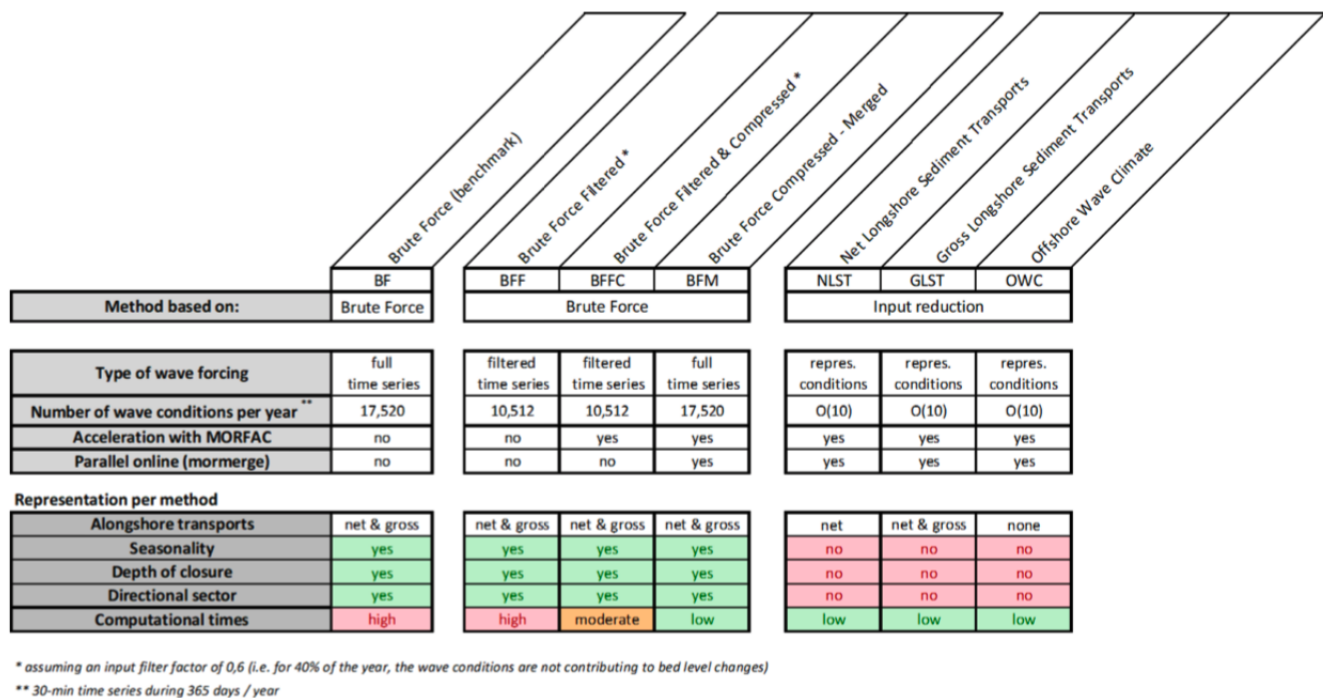 Brute Force (benchmark)
Brute Force Filtered *
Brute Force Filtered & Compressed *
Brute Force Compressed - Merged
Net Longshore Sediment Transports
Gross Longshore Sediment Transports
Offshore Wave Climate
BF BFF BFFC BFM NLST GLST OWC
Method based on: Brute Force Brute Force Input reduction
full filtered filtered full repres. repres. repres.
Type of wave forcing
time series time series time series time series conditions conditions conditions
Number of wave conditions per year ** 17,520 10,512 10,512 17,520 O(10) O(10) O(10)
Acceleration with MORFAC no no yes yes yes yes yes
Parallel online (mormerge) no no no yes yes yes yes
Representation per method
Alongshore transports net & gross net & gross net & gross net & gross net net & gross none
Seasonality yes yes yes yes no no no
Depth of closure yes yes yes yes no no no
Directional sector yes yes yes yes no no no
Computational times high high moderate low low low low
* assuming an input filter factor of 0,6 (i.e. for 40% of the year, the wave conditions are not contributing to bed level changes)
** 30-min time series during 365 days / year